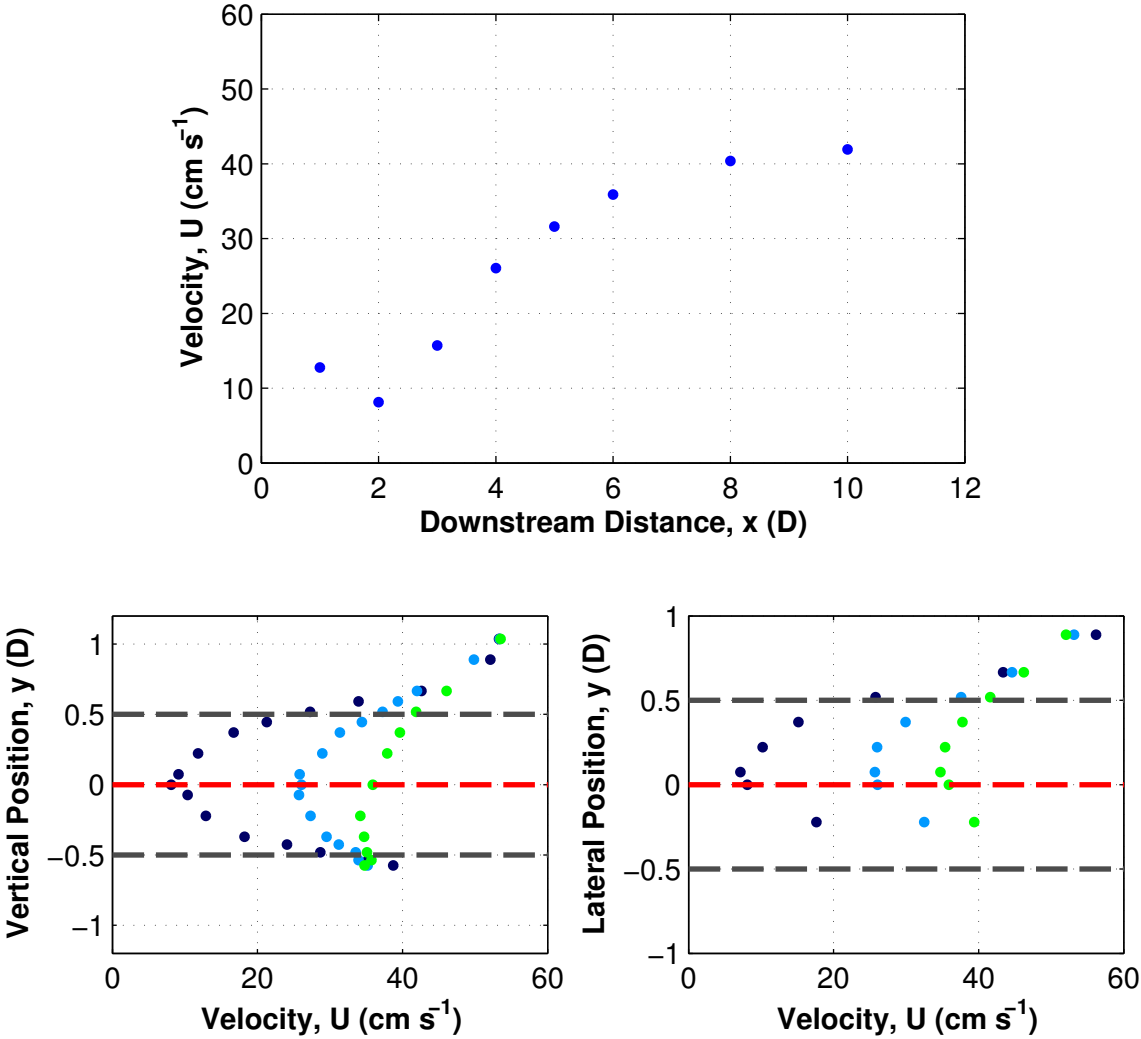 60
50
40
30
20
10
0
Velocity, U (cm s⁻¹)
0 2 4 6 8 10 12
Downstream Distance, x (D)
1
0.5
0
−0.5
−1
Vertical Position, y (D)
0 20 40 60
Velocity, U (cm s⁻¹)
1
0.5
0
−0.5
−1
Lateral Position, y (D)
0 20 40 60
Velocity, U (cm s⁻¹)